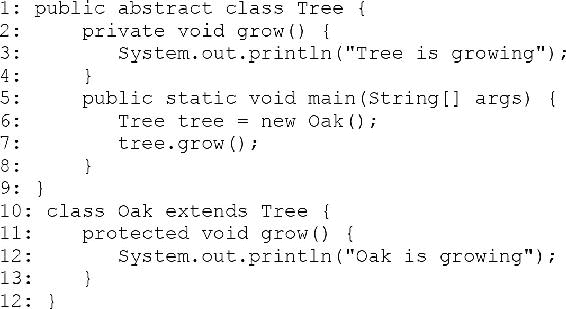 1: public abstract class Tree {
2:     private void grow() {
3:        System.out.println("Tree is growing");
4:     }
5:     public static void main(String[] args) {
6:        Tree tree = new Oak();
7:        tree.grow();
8:     }
9: }
10: class Oak extends Tree {
11:    protected void grow() {
12:       System.out.println("Oak is growing");
13:    }
12: }